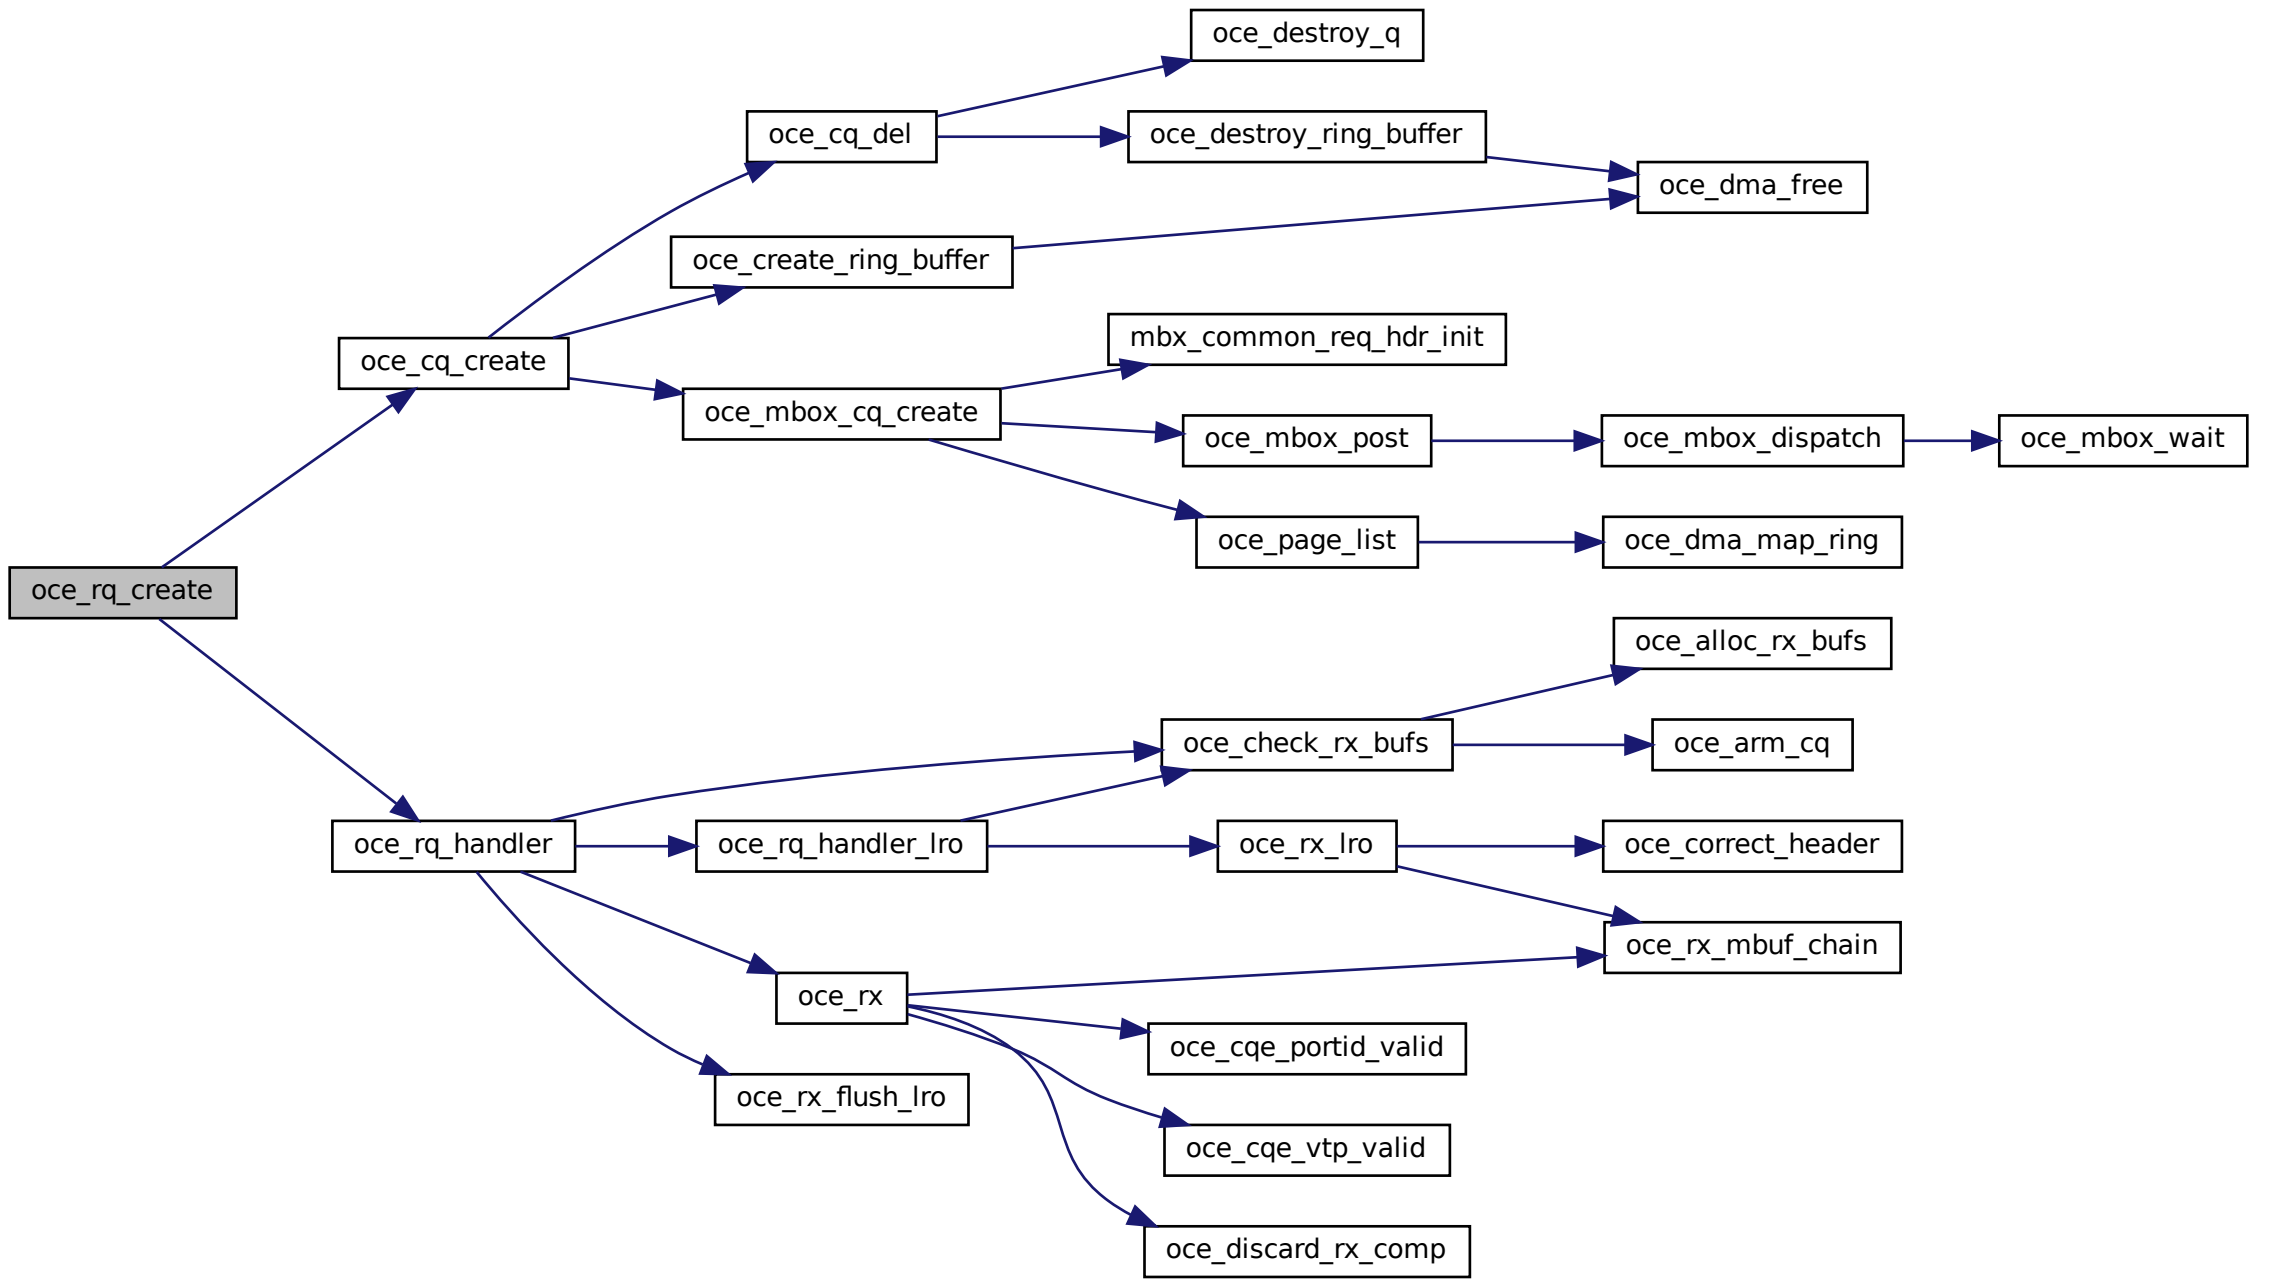 oce_destroy_q
oce_cq_del
oce_destroy_ring_buffer
oce_dma_free
oce_create_ring_buffer
mbx_common_req_hdr_init
oce_cq_create
oce_mbox_cq_create
oce_mbox_post
oce_mbox_dispatch
oce_mbox_wait
oce_page_list
oce_dma_map_ring
oce_rq_create
oce_alloc_rx_bufs
oce_check_rx_bufs
oce_arm_cq
oce_rq_handler
oce_rq_handler_lro
oce_rx_lro
oce_correct_header
oce_rx_mbuf_chain
oce_rx
oce_cqe_portid_valid
oce_rx_flush_lro
oce_cqe_vtp_valid
oce_discard_rx_comp